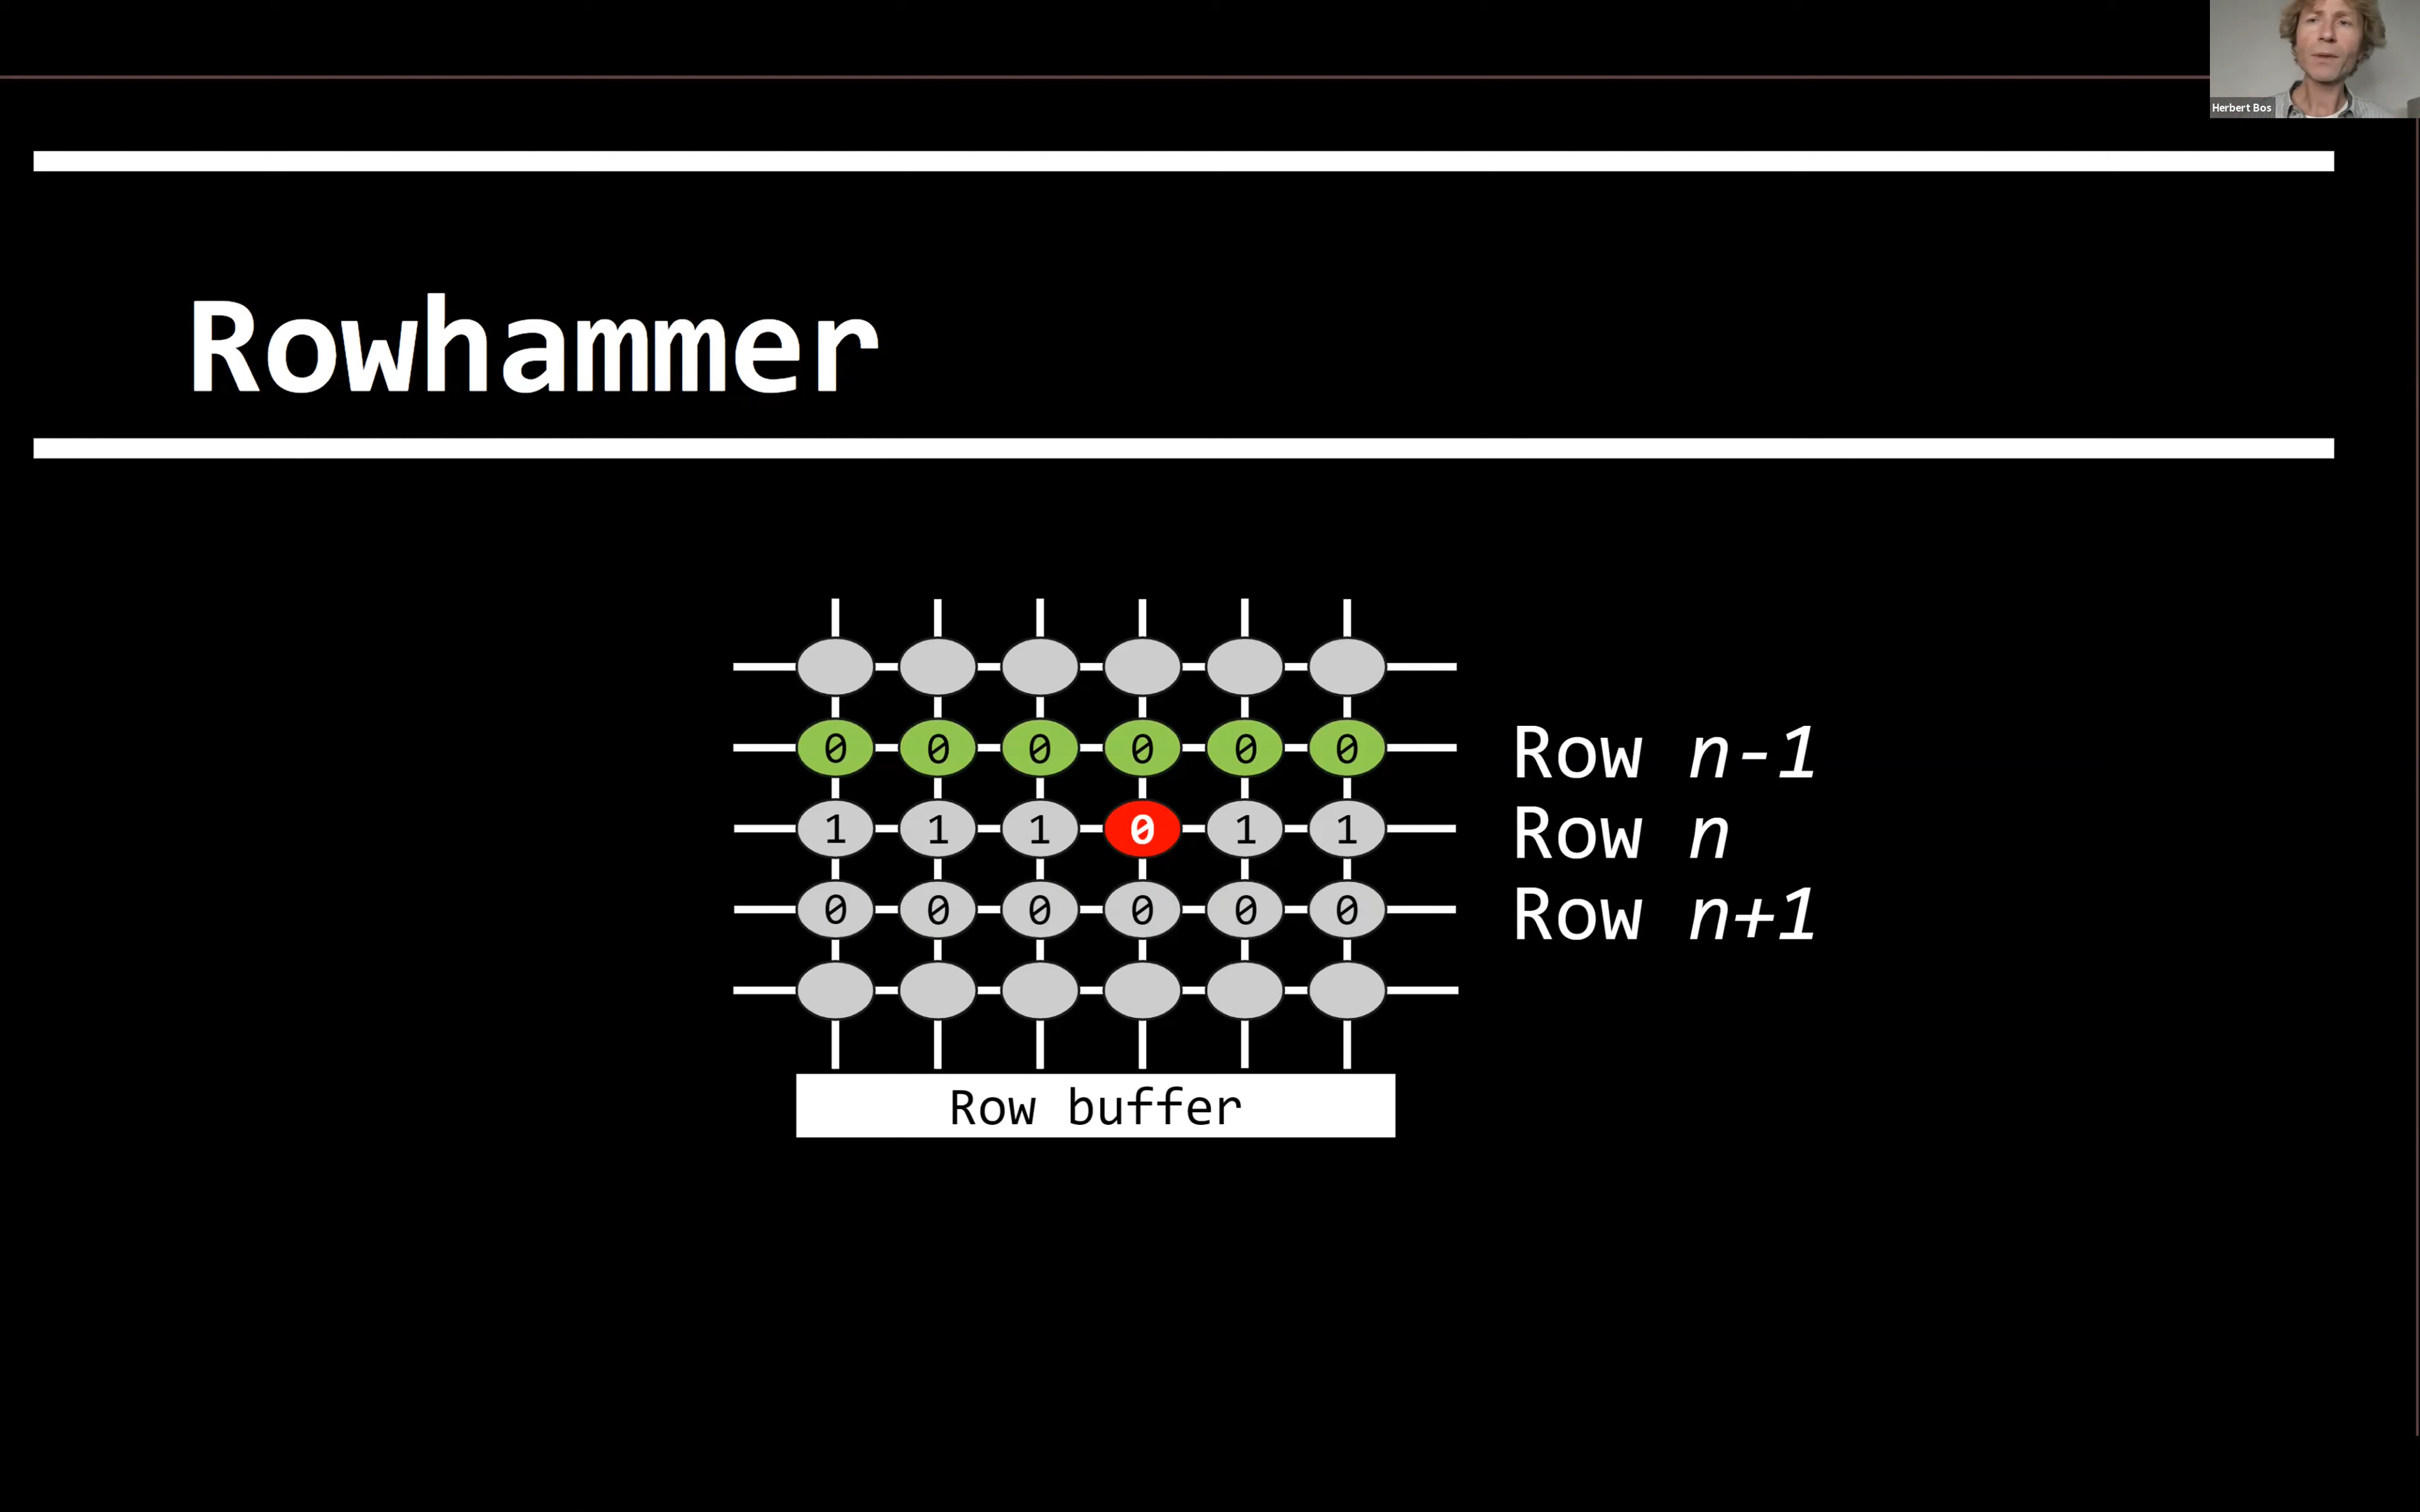 Herbert Bos
Rowhammer
0 0 0 0 0 0 Row n-1
1 1 1 0 1 1 Row n
0 0 0 0 0 0 Row n+1
Row buffer